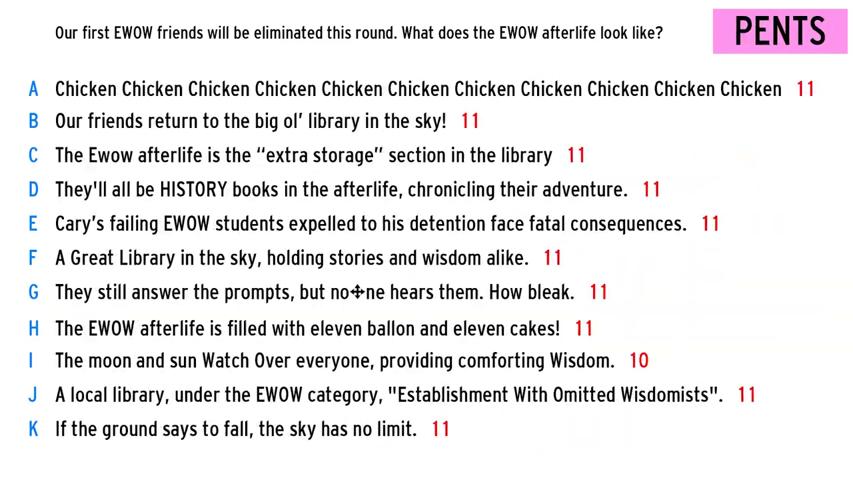 Our first EWOW friends will be eliminated this round. What does the EWOW afterlife look like?
PENTS
A Chicken Chicken Chicken Chicken Chicken Chicken Chicken Chicken Chicken Chicken Chicken 11
B Our friends return to the big ol’ library in the sky! 11
C The Ewow afterlife is the “extra storage” section in the library 11
D They'll all be HISTORY books in the afterlife, chronicling their adventure. 11
E Cary’s failing EWOW students expelled to his detention face fatal consequences. 11
F A Great Library in the sky, holding stories and wisdom alike. 11
G They still answer the prompts, but no✢ne hears them. How bleak. 11
H The EWOW afterlife is filled with eleven ballon and eleven cakes! 11
I The moon and sun Watch Over everyone, providing comforting Wisdom. 10
J A local library, under the EWOW category, "Establishment With Omitted Wisdomists". 11
K If the ground says to fall, the sky has no limit. 11